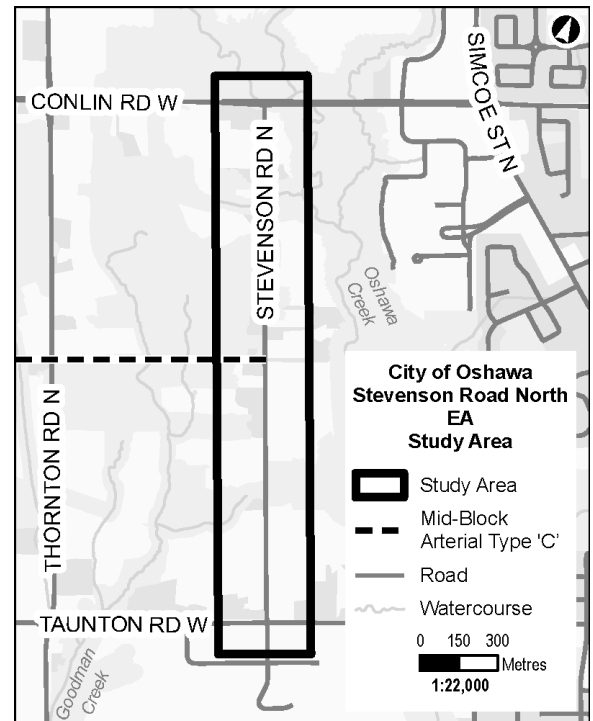 SIMCOE ST N
CONLIN RD W
STEVENSON RD N
Oshawa
Creek
THORNTON RD N
TAUNTON RD W
Goodman
Creek
City of Oshawa
Stevenson Road North
EA
Study Area
Study Area
Mid-Block
Arterial Type 'C'
Road
Watercourse
0 150 300
Metres
1:22,000